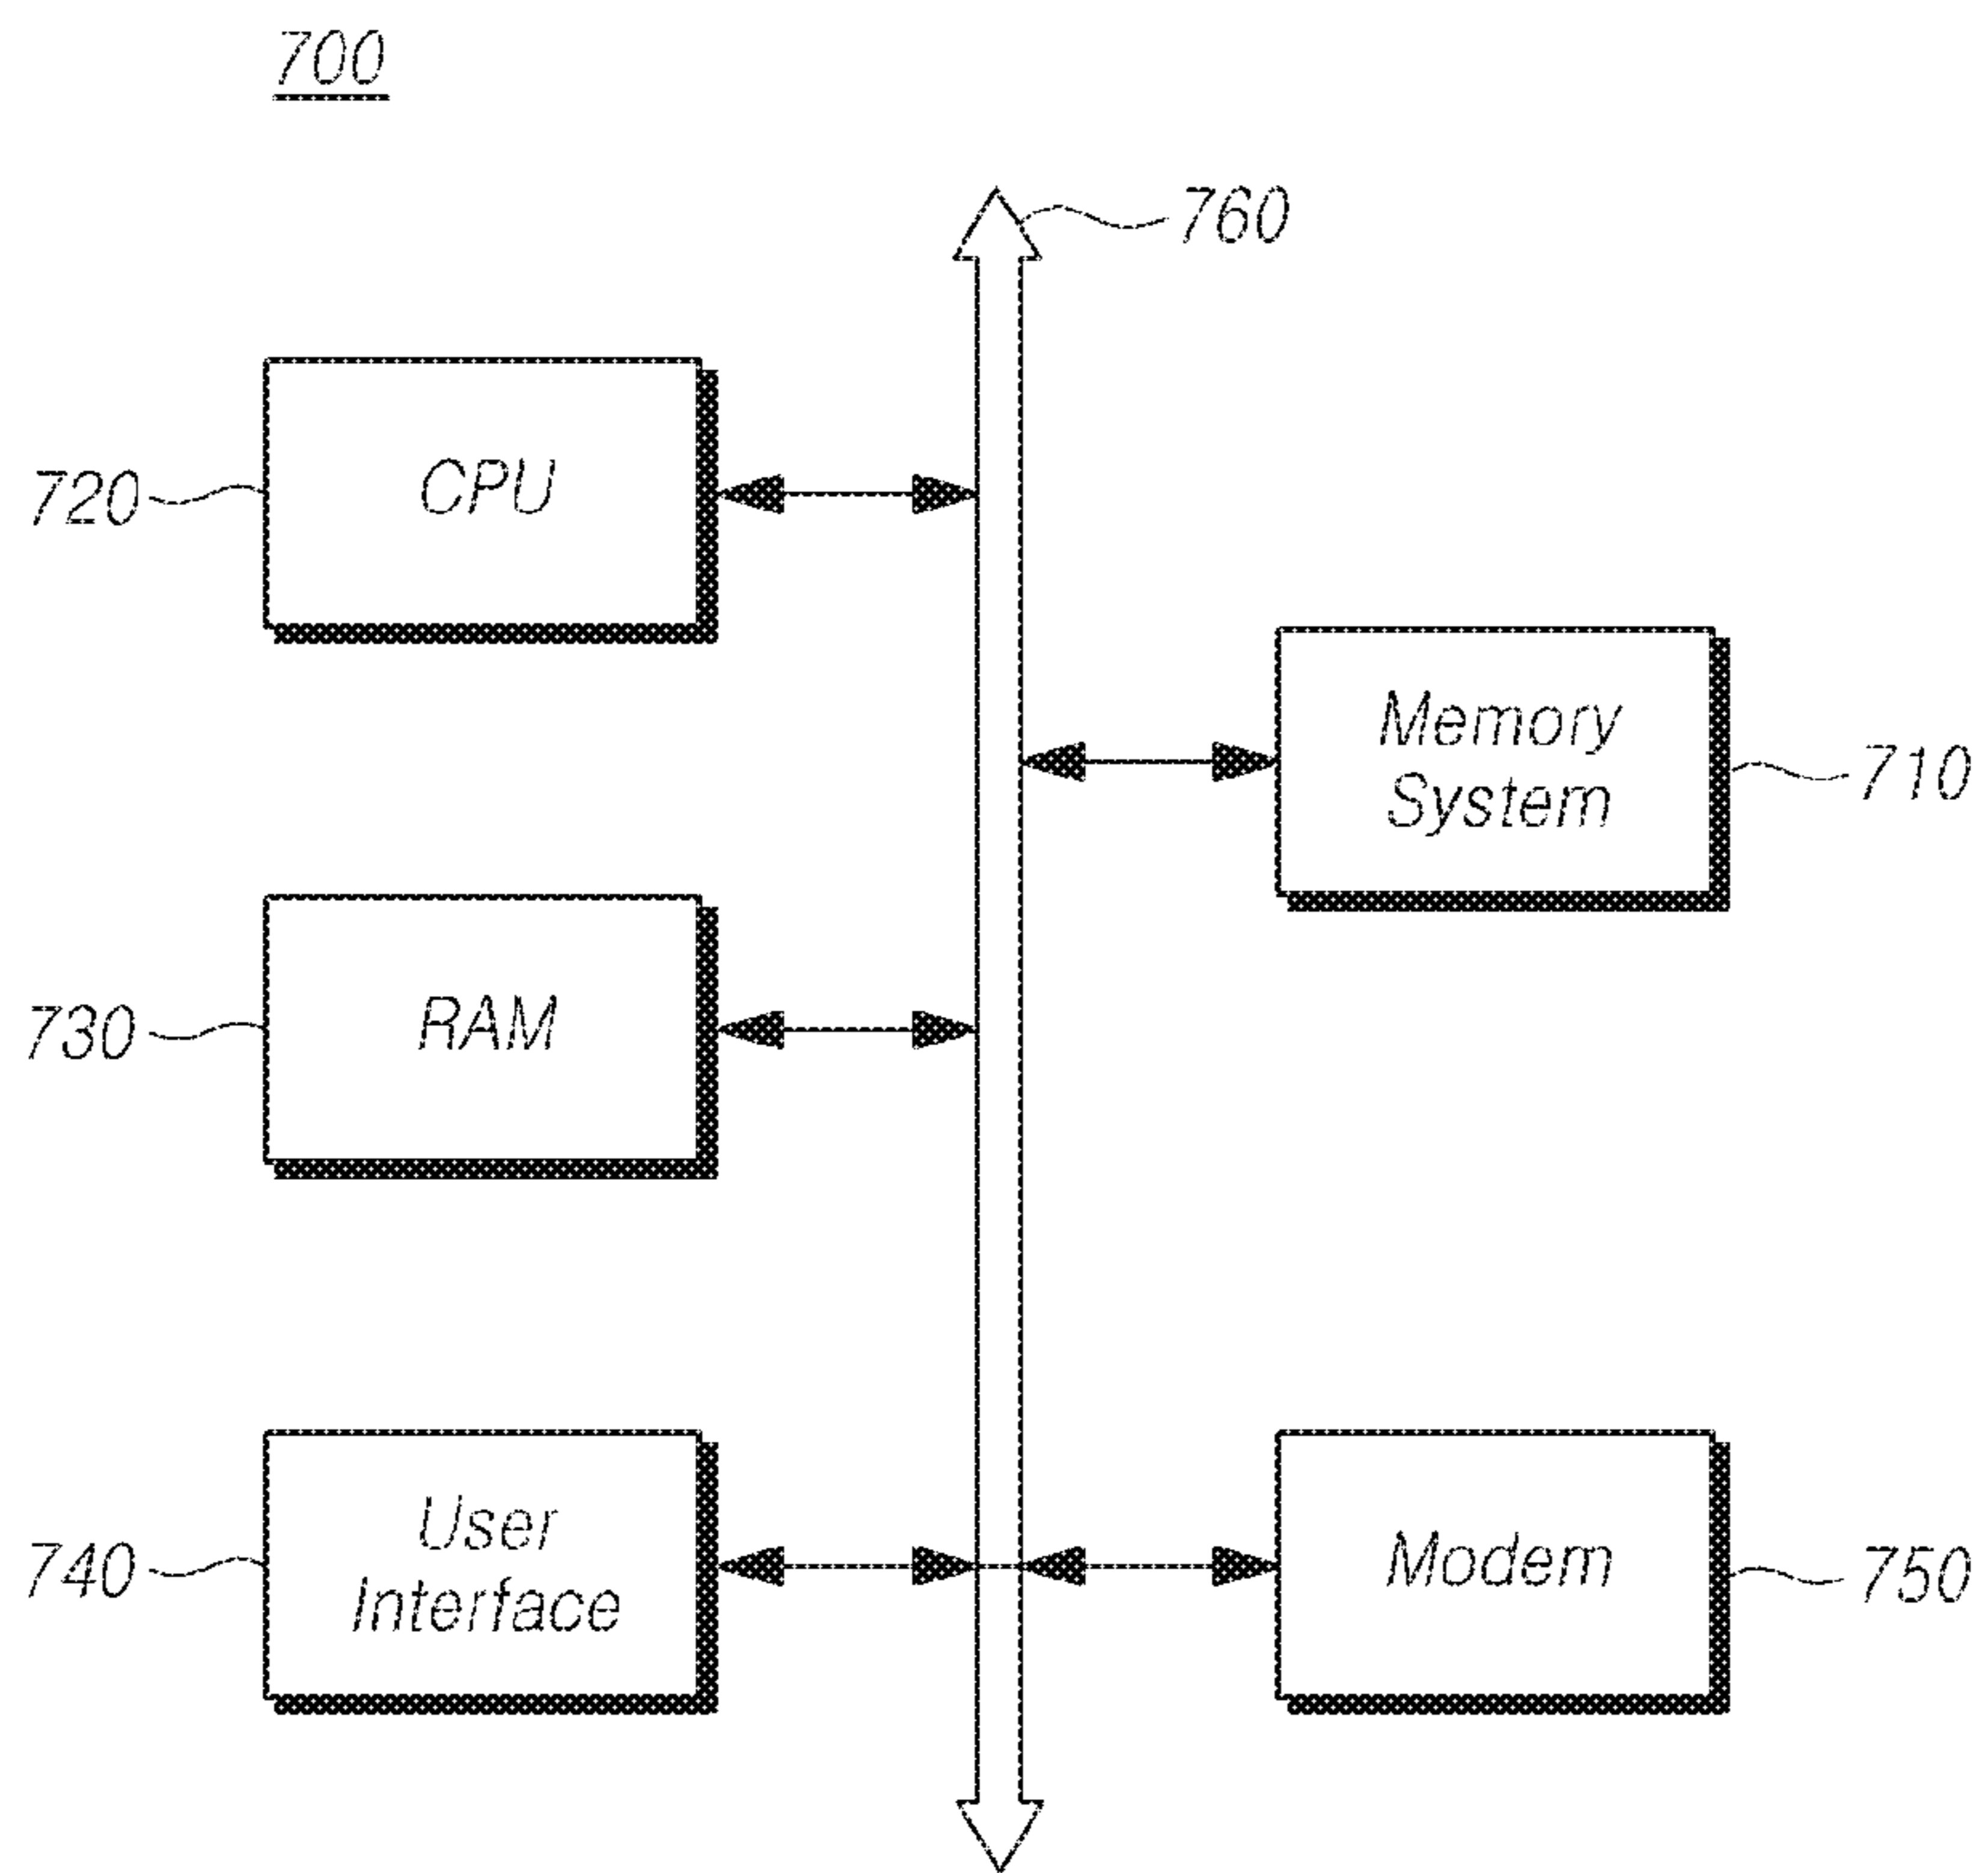 700
760
720
CPU
Memory
System
710
730
RAM
740
User
Interface
Modem
750